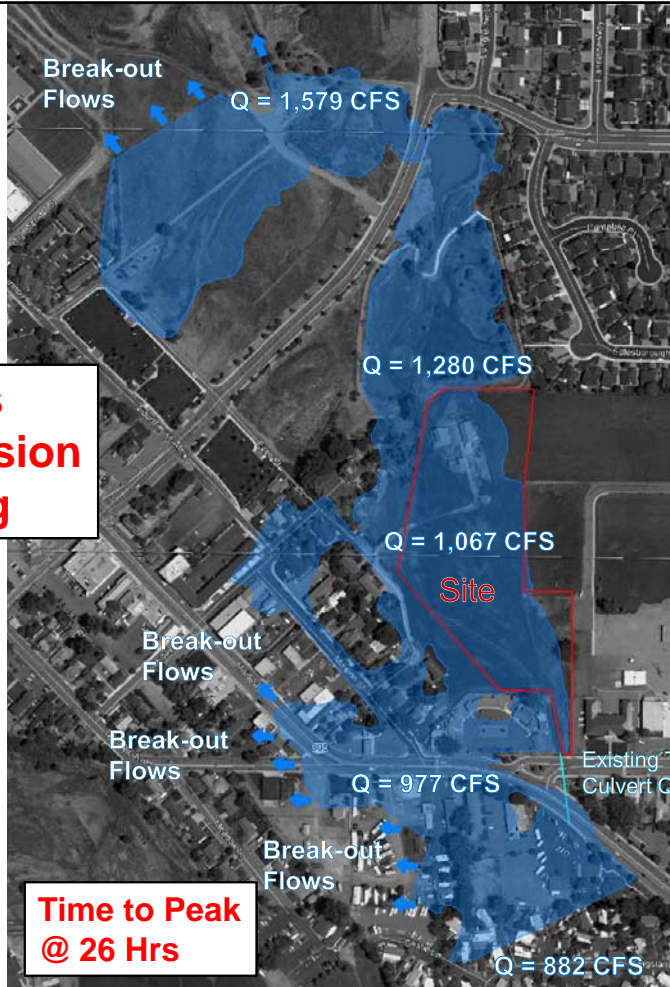 Break-out
Flows
Q = 1,579 CFS
Q = 1,280 CFS
sion
Q = 1,067 CFS
Site
Break-out
Flows
Break-out
Flows
395
Existing
Culvert
Q = 977 CFS
Break-out
Flows
Time to Peak
@ 26 Hrs
Q = 882 CFS